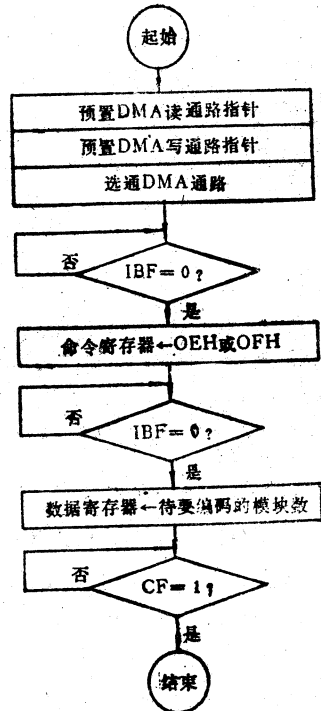 起始
预置DMA读通路指针
预置DMA写通路指针
选通DMA通路
否
IBF=0?
是
命令寄存器←OEH或OFH
否
IBF=0?
是
数据寄存器←待要编码的模块数
否
CF=1?
是
结束